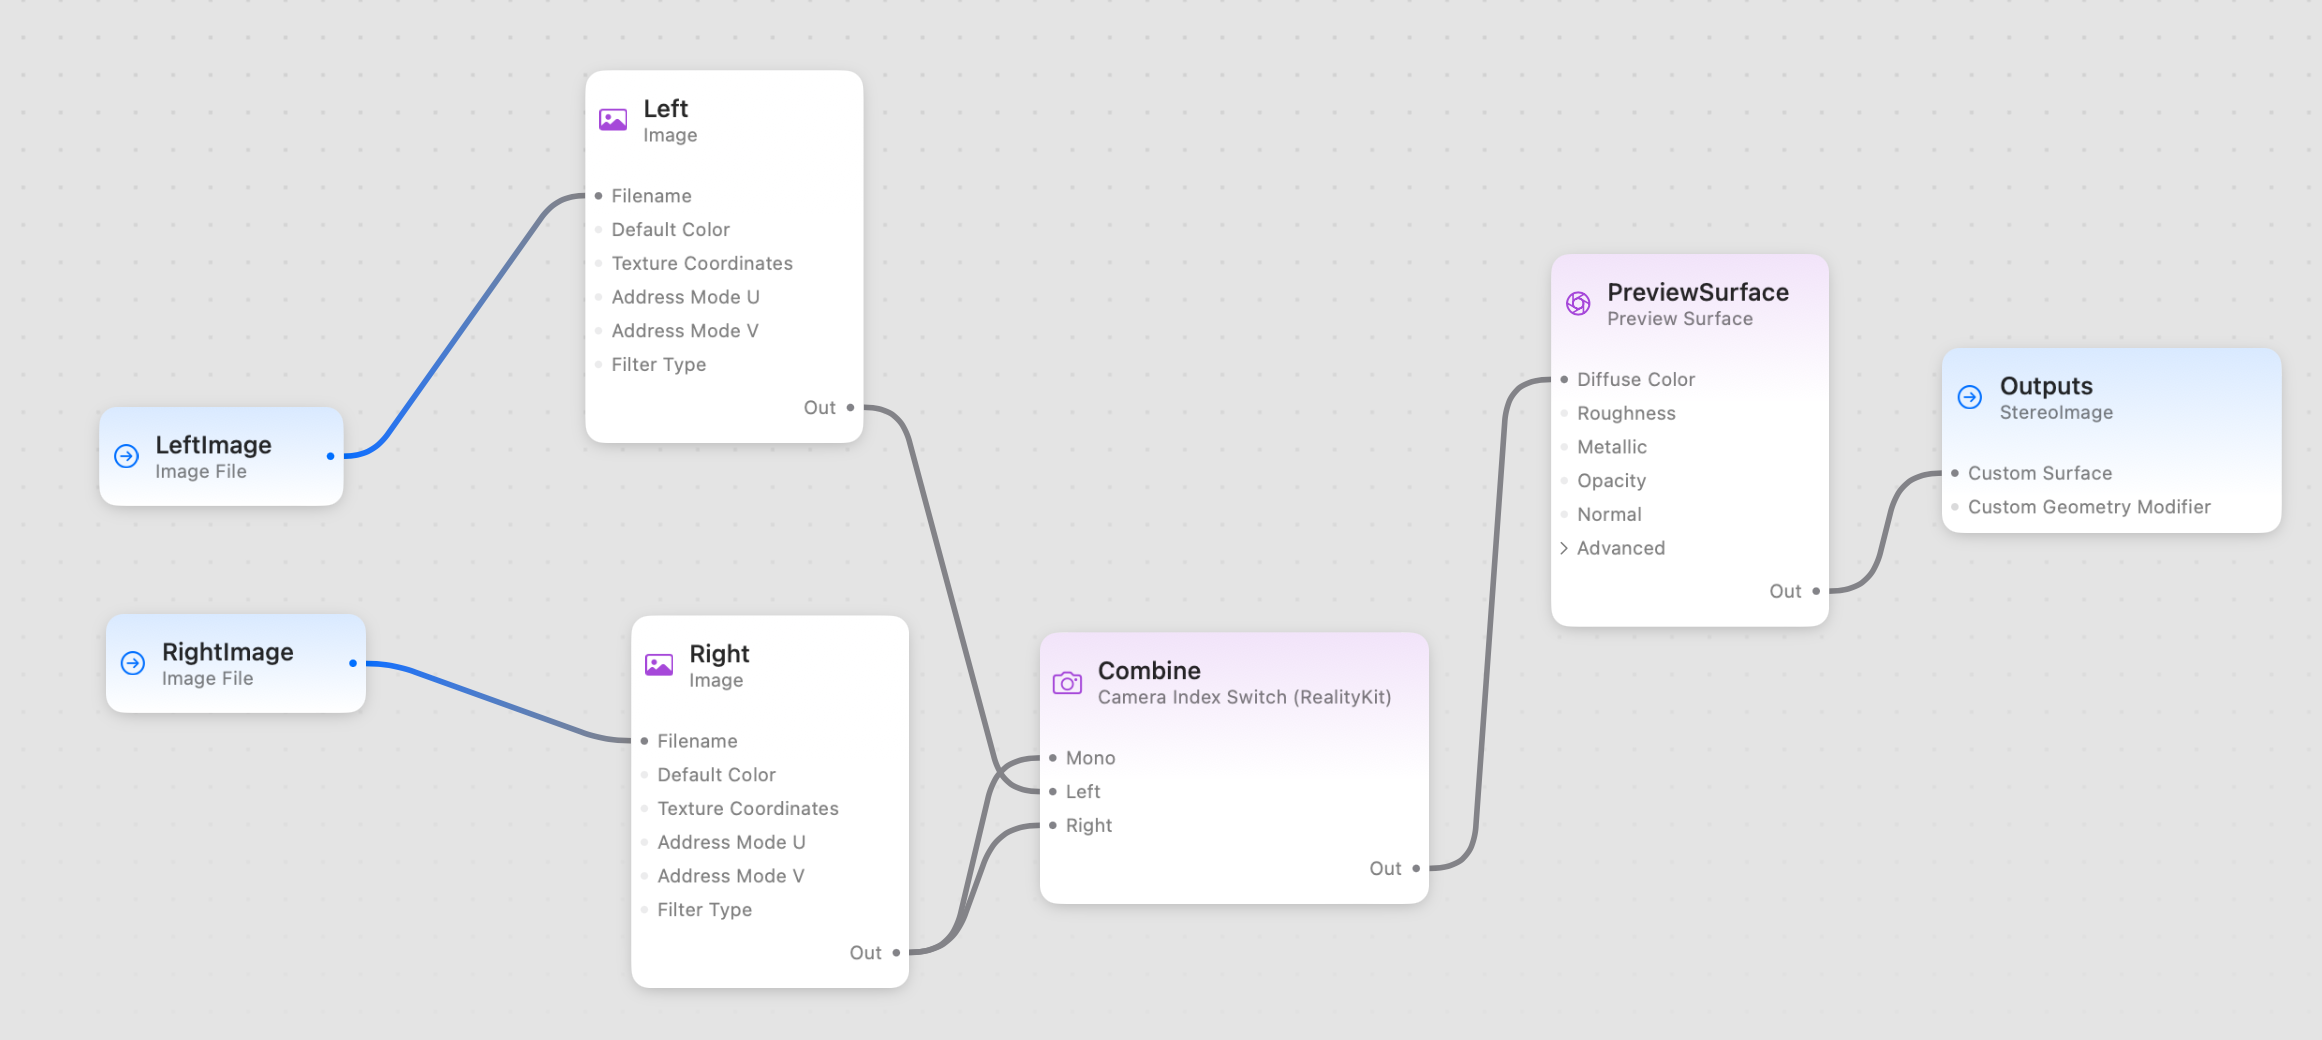 Left
Image
Filename
Default Color
Texture Coordinates
Address Mode U
Address Mode V
Filter Type
Out
LeftImage
Image File
RightImage
Image File
Right
Image
Filename
Default Color
Texture Coordinates
Address Mode U
Address Mode V
Filter Type
Out
Combine
Camera Index Switch (RealityKit)
Mono
Left
Right
Out
PreviewSurface
Preview Surface
Diffuse Color
Roughness
Metallic
Opacity
Normal
Advanced
Out
Outputs
StereoImage
Custom Surface
Custom Geometry Modifier